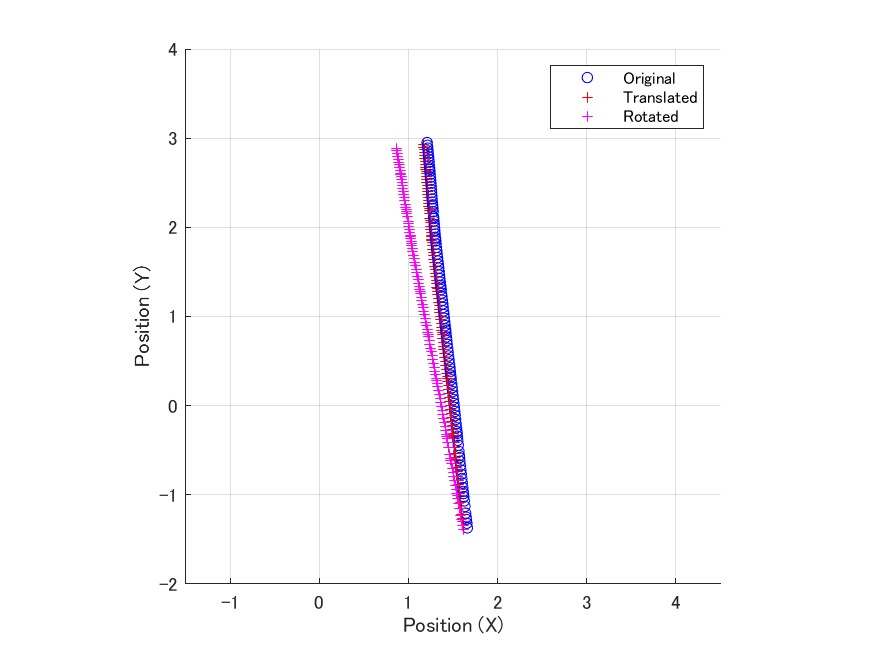 Original
Translated
Rotated
4
3
2
1
0
−1
−2
Position (Y)
−1
0
1
2
3
4
Position (X)